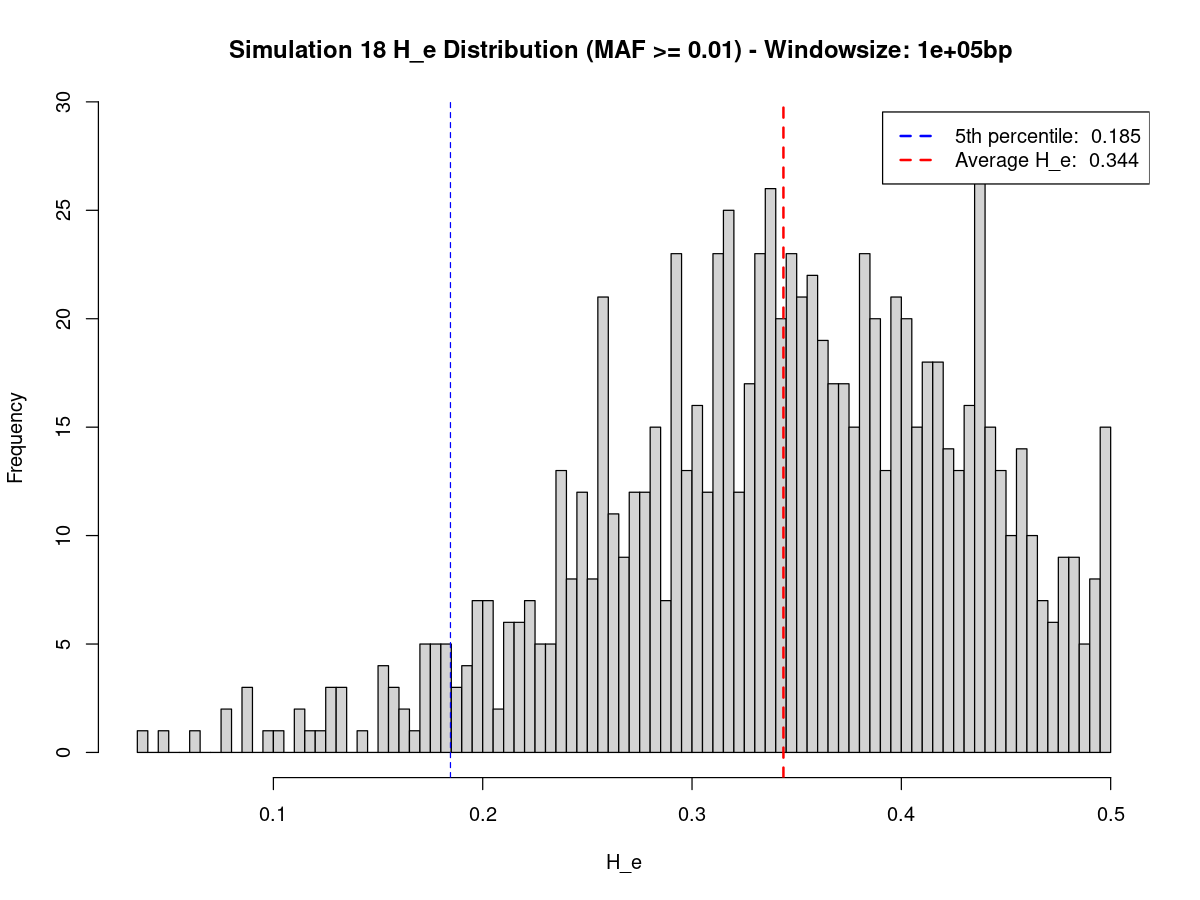 Simulation 18 H_e Distribution (MAF >= 0.01) - Windowsize: 1e+05bp
5th percentile: 0.185
Average H_e: 0.344
Frequency
30
25
20
15
10
5
0
0.1 0.2 0.3 0.4 0.5
H_e